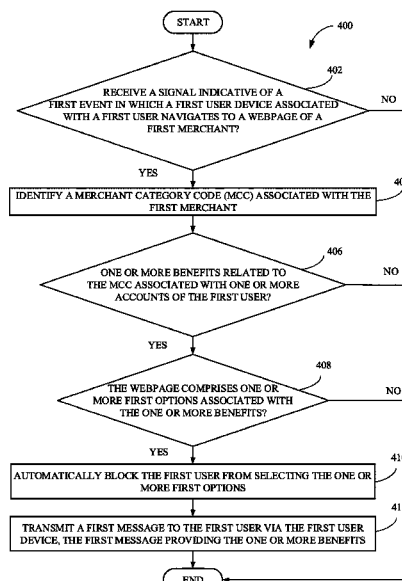 START
400
402
RECEIVE A SIGNAL INDICATIVE OF A
FIRST EVENT IN WHICH A FIRST USER DEVICE ASSOCIATED
WITH A FIRST USER NAVIGATES TO A WEBPAGE OF A
FIRST MERCHANT?
NO
YES
IDENTIFY A MERCHANT CATEGORY CODE (MCC) ASSOCIATED WITH THE
FIRST MERCHANT
406
ONE OR MORE BENEFITS RELATED TO
THE MCC ASSOCIATED WITH ONE OR MORE
ACCOUNTS OF THE FIRST USER?
NO
YES
408
THE WEBPAGE COMPRISES ONE OR
MORE FIRST OPTIONS ASSOCIATED WITH
THE ONE OR MORE BENEFITS?
NO
YES
AUTOMATICALLY BLOCK THE FIRST USER FROM SELECTING THE ONE OR
MORE FIRST OPTIONS
TRANSMIT A FIRST MESSAGE TO THE FIRST USER VIA THE FIRST USER
DEVICE, THE FIRST MESSAGE PROVIDING THE ONE OR MORE BENEFITS
END